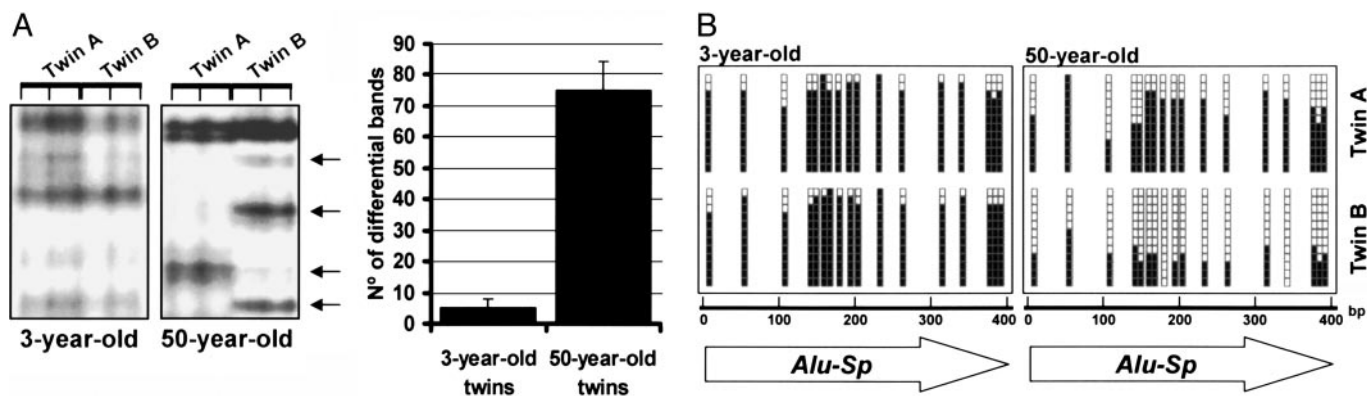 A
Twin A Twin B
Twin A Twin B
3-year-old 50-year-old
Nº of differential bands
90
80
70
60
50
40
30
20
10
0
3-year-old twins
50-year-old twins
B
3-year-old 50-year-old
Twin A
Twin B
0 100 200 300 400
0 100 200 300 400 bp
Alu-Sp Alu-Sp